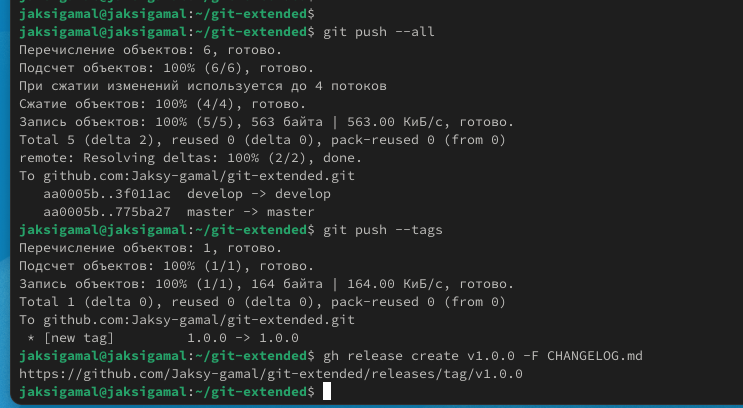 jaksigamal@jaksigamal:~/git-extended$
jaksigamal@jaksigamal:~/git-extended$ git push --all
Перечисление объектов: 6, готово.
Подсчет объектов: 100% (6/6), готово.
При сжатии изменений используется до 4 потоков
Сжатие объектов: 100% (4/4), готово.
Запись объектов: 100% (5/5), 563 байта | 563.00 КиБ/с, готово.
Total 5 (delta 2), reused 0 (delta 0), pack-reused 0 (from 0)
remote: Resolving deltas: 100% (2/2), done.
To github.com:Jaksy-gamal/git-extended.git
   aa0005b..3f011ac  develop -> develop
   aa0005b..775ba27  master -> master
jaksigamal@jaksigamal:~/git-extended$ git push --tags
Перечисление объектов: 1, готово.
Подсчет объектов: 100% (1/1), готово.
Запись объектов: 100% (1/1), 164 байта | 164.00 КиБ/с, готово.
Total 1 (delta 0), reused 0 (delta 0), pack-reused 0 (from 0)
To github.com:Jaksy-gamal/git-extended.git
 * [new tag]         1.0.0 -> 1.0.0
jaksigamal@jaksigamal:~/git-extended$ gh release create v1.0.0 -F CHANGELOG.md
https://github.com/Jaksy-gamal/git-extended/releases/tag/v1.0.0
jaksigamal@jaksigamal:~/git-extended$